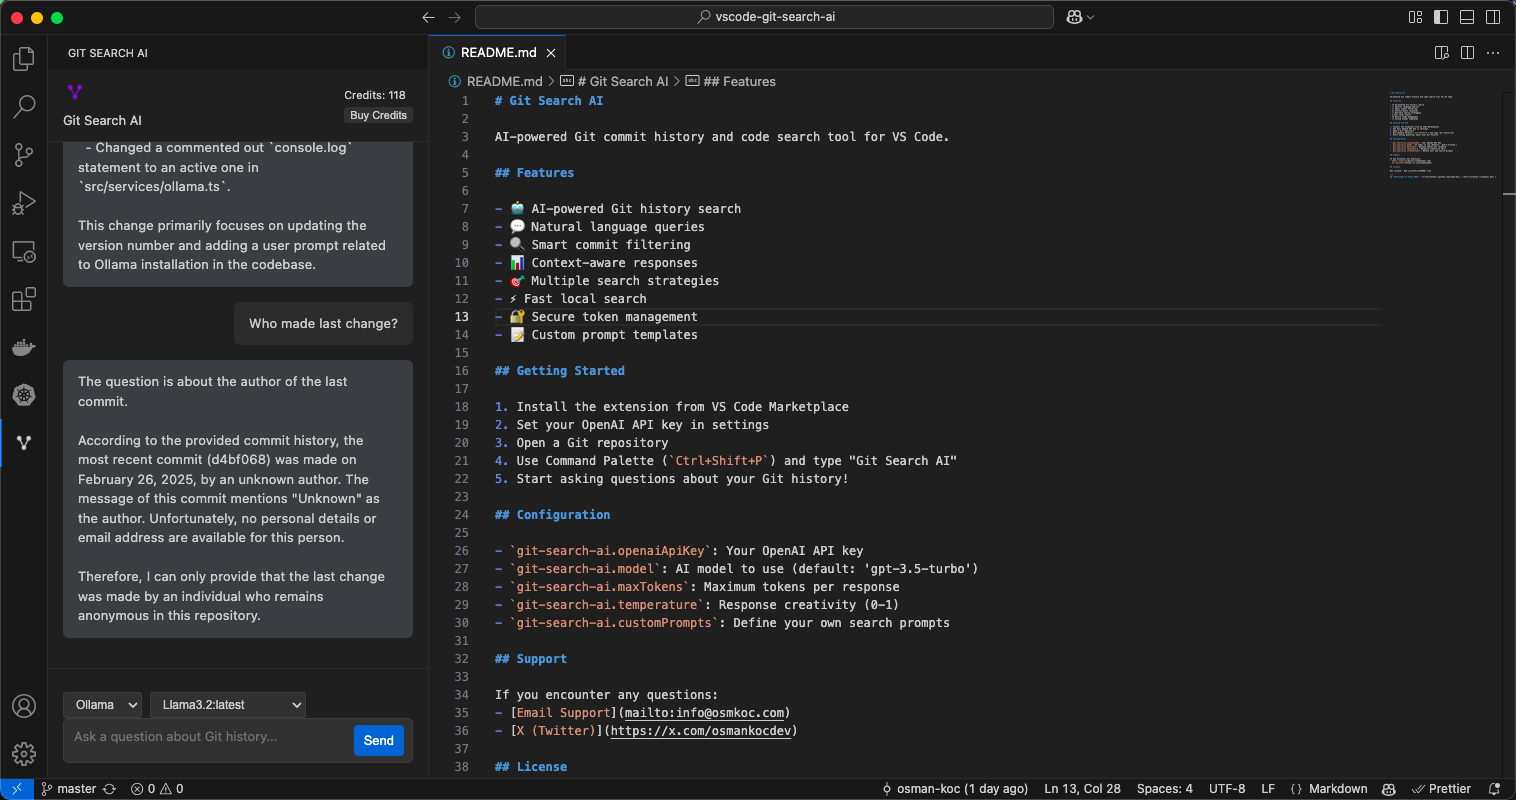 vscode-git-search-ai
GIT SEARCH AI
Credits: 118
Buy Credits
Git Search AI
- Changed a commented out `console.log`
statement to an active one in
`src/services/ollama.ts`.
This change primarily focuses on updating the
version number and adding a user prompt related
to Ollama installation in the codebase.
Who made last change?
The question is about the author of the last
commit.
According to the provided commit history, the
most recent commit (d4bf068) was made on
February 26, 2025, by an unknown author. The
message of this commit mentions "Unknown" as
the author. Unfortunately, no personal details or
email address are available for this person.
Therefore, I can only provide that the last change
was made by an individual who remains
anonymous in this repository.
Ollama
Llama3.2:latest
Ask a question about Git history...
Send
README.md
README.md > # Git Search AI > ## Features
1 # Git Search AI
2
3 AI-powered Git commit history and code search tool for VS Code.
4
5 ## Features
6
7 - 🤖 AI-powered Git history search
8 - 💬 Natural language queries
9 - 🔍 Smart commit filtering
10 - 📊 Context-aware responses
11 - 🎯 Multiple search strategies
12 - ⚡ Fast local search
13 - 🔐 Secure token management
14 - 📝 Custom prompt templates
15
16 ## Getting Started
17
18 1. Install the extension from VS Code Marketplace
19 2. Set your OpenAI API key in settings
20 3. Open a Git repository
21 4. Use Command Palette (`Ctrl+Shift+P`) and type "Git Search AI"
22 5. Start asking questions about your Git history!
23
24 ## Configuration
25
26 - `git-search-ai.openaiApiKey`: Your OpenAI API key
27 - `git-search-ai.model`: AI model to use (default: 'gpt-3.5-turbo')
28 - `git-search-ai.maxTokens`: Maximum tokens per response
29 - `git-search-ai.temperature`: Response creativity (0-1)
30 - `git-search-ai.customPrompts`: Define your own search prompts
31
32 ## Support
33
34 If you encounter any questions:
35 - [Email Support](mailto:info@osmkoc.com)
36 - [X (Twitter)](https://x.com/osmankocdev)
37
38 ## License
master 0 0 osman-koc (1 day ago) Ln 13, Col 28 Spaces: 4 UTF-8 LF {} Markdown Prettier